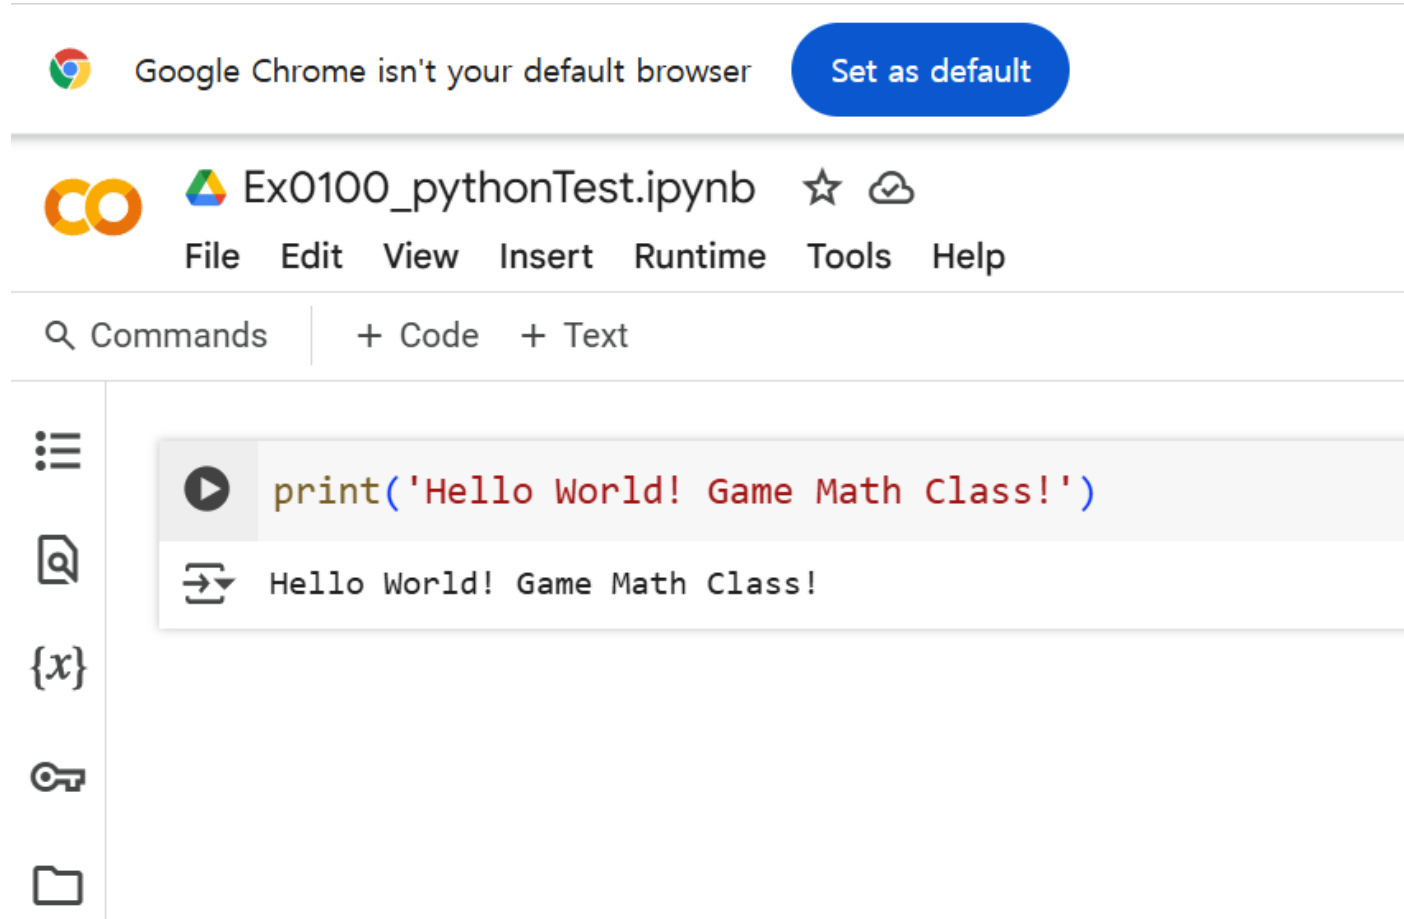 Google Chrome isn't your default browser Set as default
Ex0100_pythonTest.ipynb
File Edit View Insert Runtime Tools Help
Commands + Code + Text
print('Hello World! Game Math Class!')
Hello World! Game Math Class!
{x}